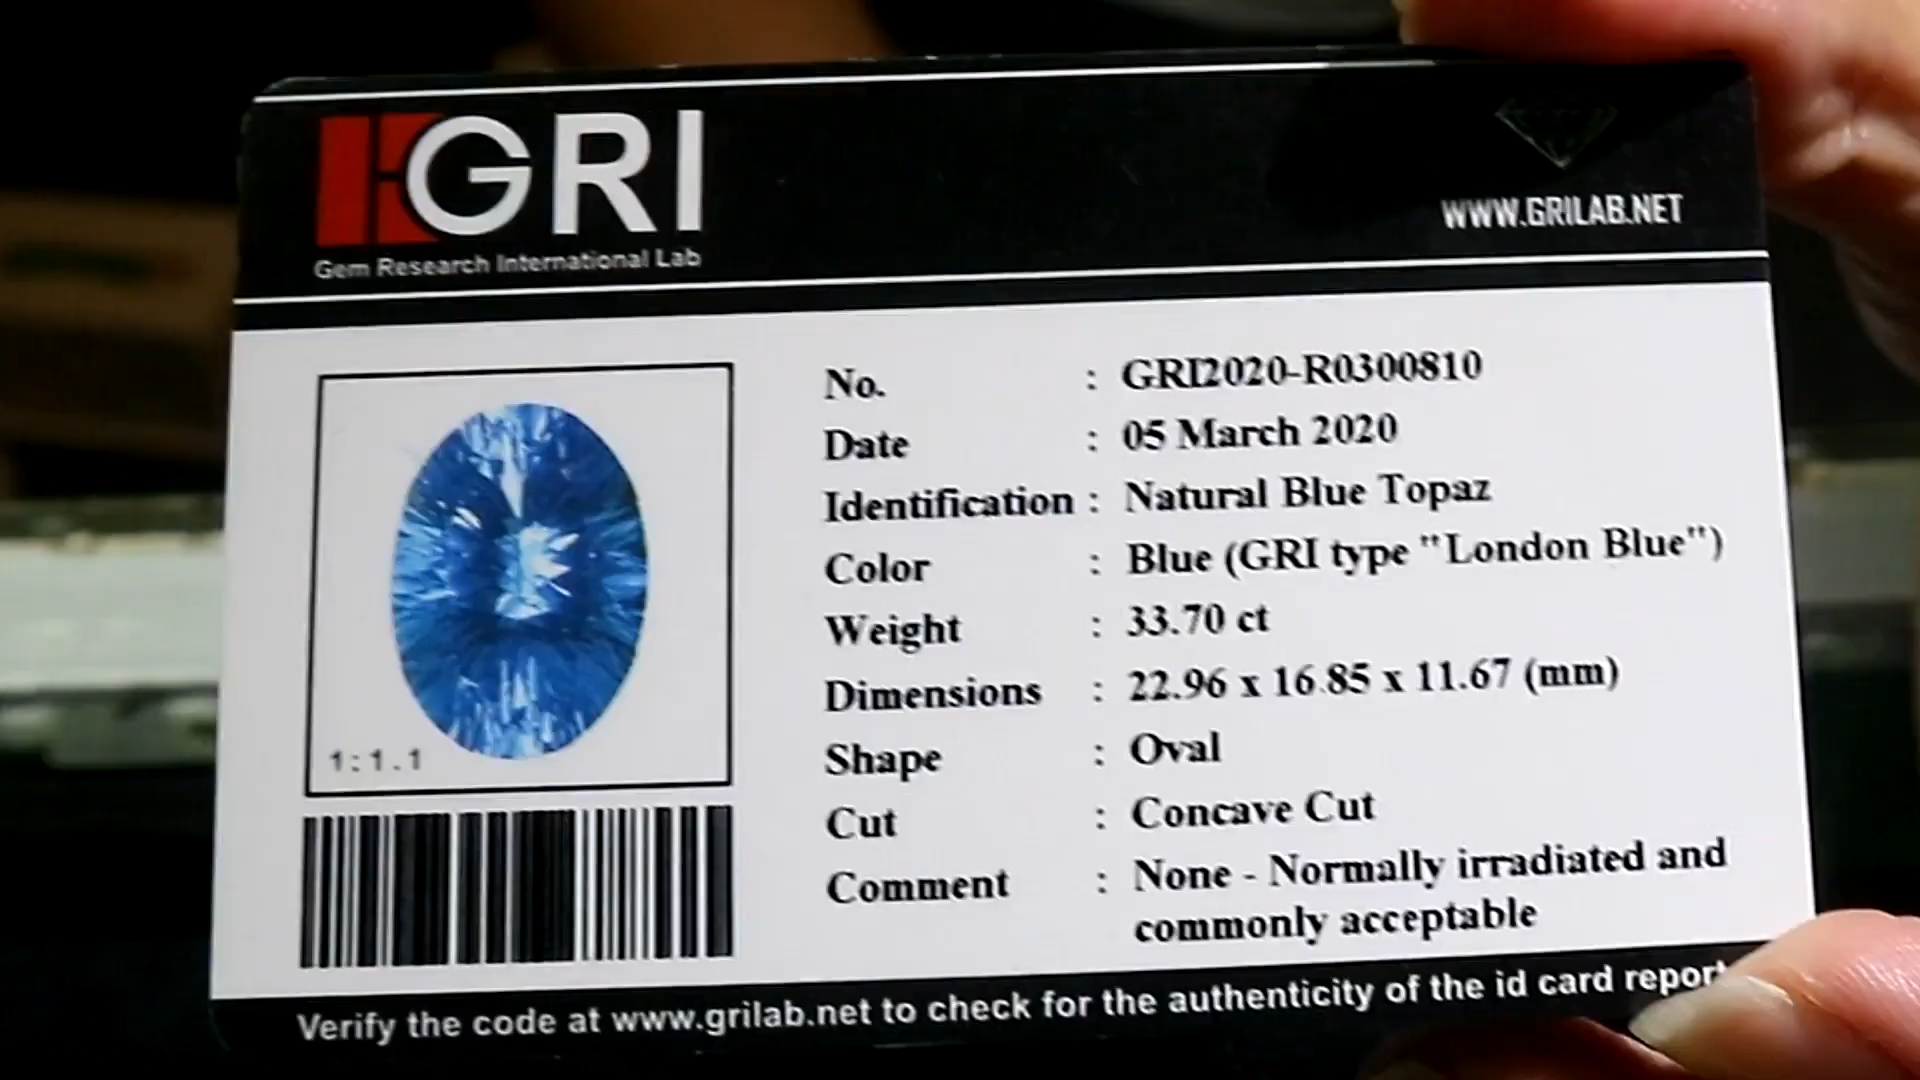 GRI
Gem Research International Lab
WWW.GRILAB.NET
No. : GRI2020-R0300810
Date : 05 March 2020
Identification : Natural Blue Topaz
Color : Blue (GRI type "London Blue")
Weight : 33.70 ct
Dimensions : 22.96 x 16.85 x 11.67 (mm)
Shape : Oval
Cut : Concave Cut
Comment : None - Normally irradiated and
commonly acceptable
1:1.1
Verify the code at www.grilab.net to check for the authenticity of the id card report